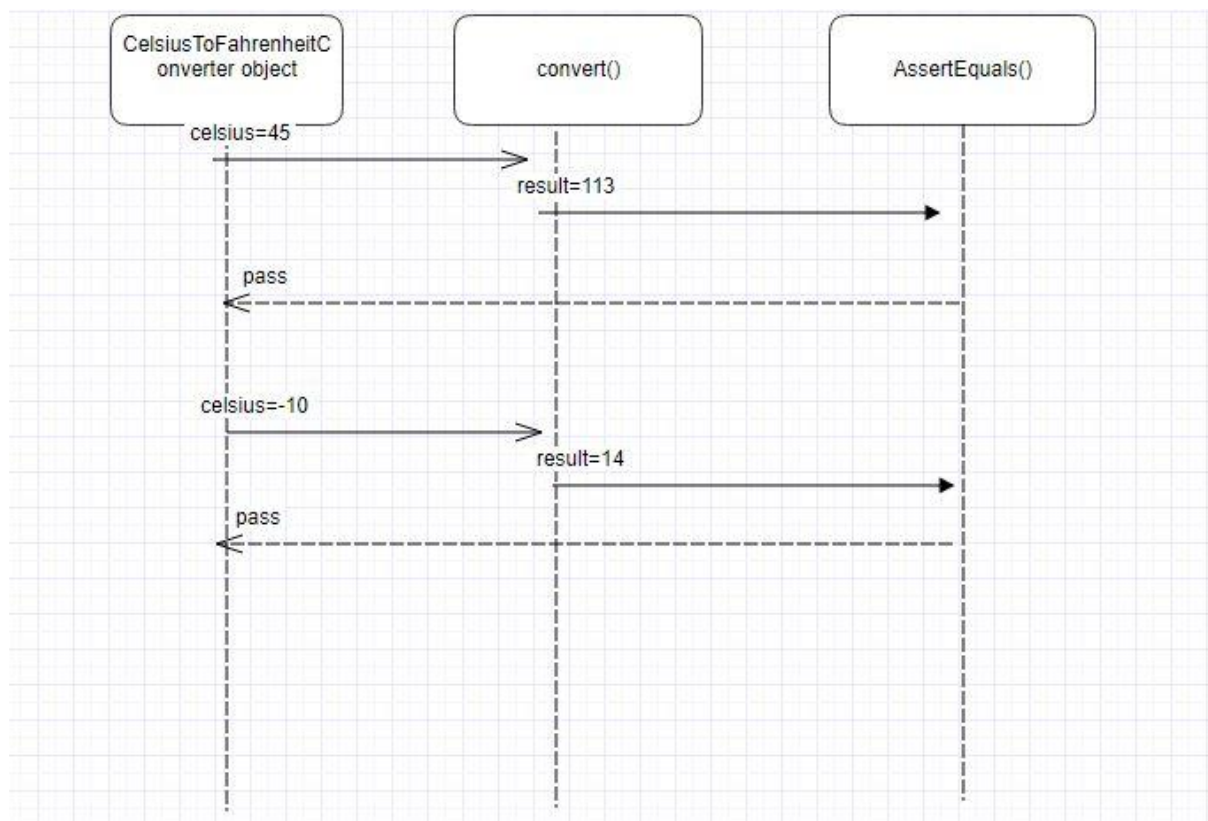 CelsiusToFahrenheitC
onverter object
convert()
AssertEquals()
celsius=45
result=113
pass
celsius=-10
result=14
pass